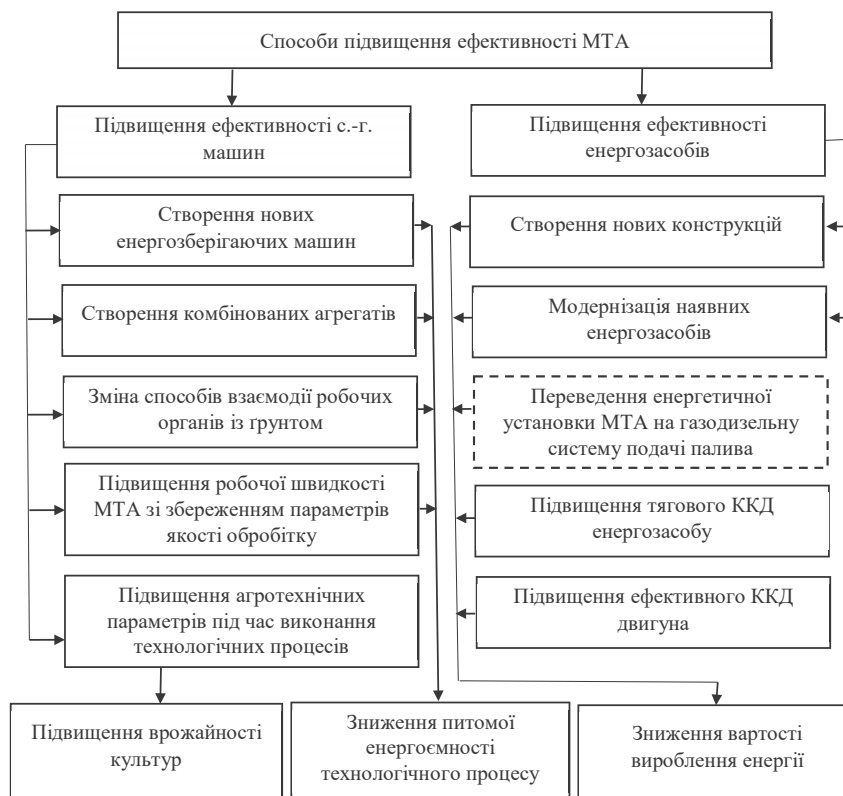 Способи підвищення ефективності МТА
Підвищення ефективності с.-г.
машин
Підвищення ефективності
енергозасобів
Створення нових
енергозберігаючих машин
Створення нових конструкцій
Створення комбінованих агрегатів
Модернізація наявних
енергозасобів
Зміна способів взаємодії робочих
органів із ґрунтом
Переведення енергетичної
установки МТА на газодизельну
систему подачі палива
Підвищення робочої швидкості
МТА зі збереженням параметрів
якості обробітку
Підвищення тягового ККД
енергозасобу
Підвищення агротехнічних
параметрів під час виконання
технологічних процесів
Підвищення ефективного ККД
двигуна
Підвищення врожайності
культур
Зниження питомої
енергоємності
технологічного процесу
Зниження вартості
вироблення енергії